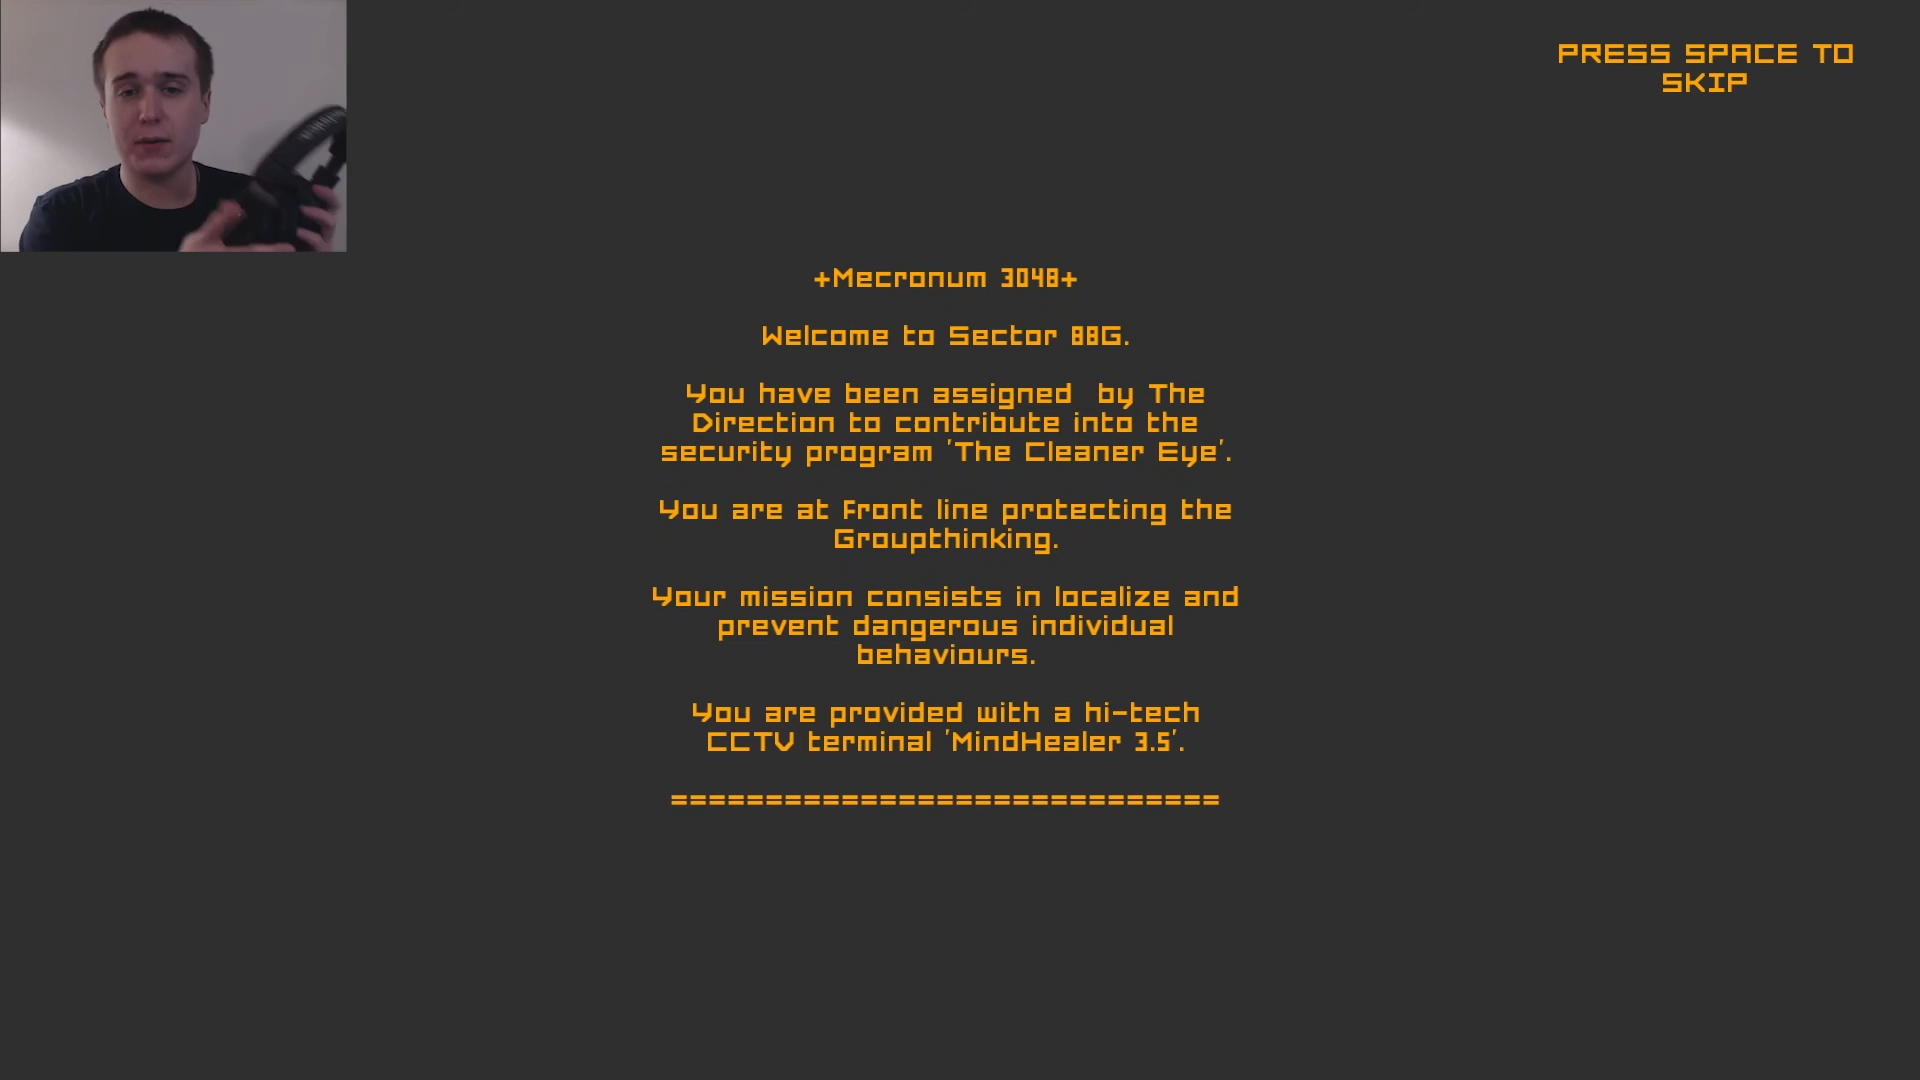 PRESS SPACE TO
SKIP
+Mecronum 3048+
Welcome to Sector 88G.
You have been assigned  by The
Direction to contribute into the
security program 'The Cleaner Eye'.
You are at Front line protecting the
Groupthinking.
Your mission consists in localize and
prevent dangerous individual
behaviours.
You are provided with a hi-tech
CCTV terminal 'MindHealer 3.5'.
=============================